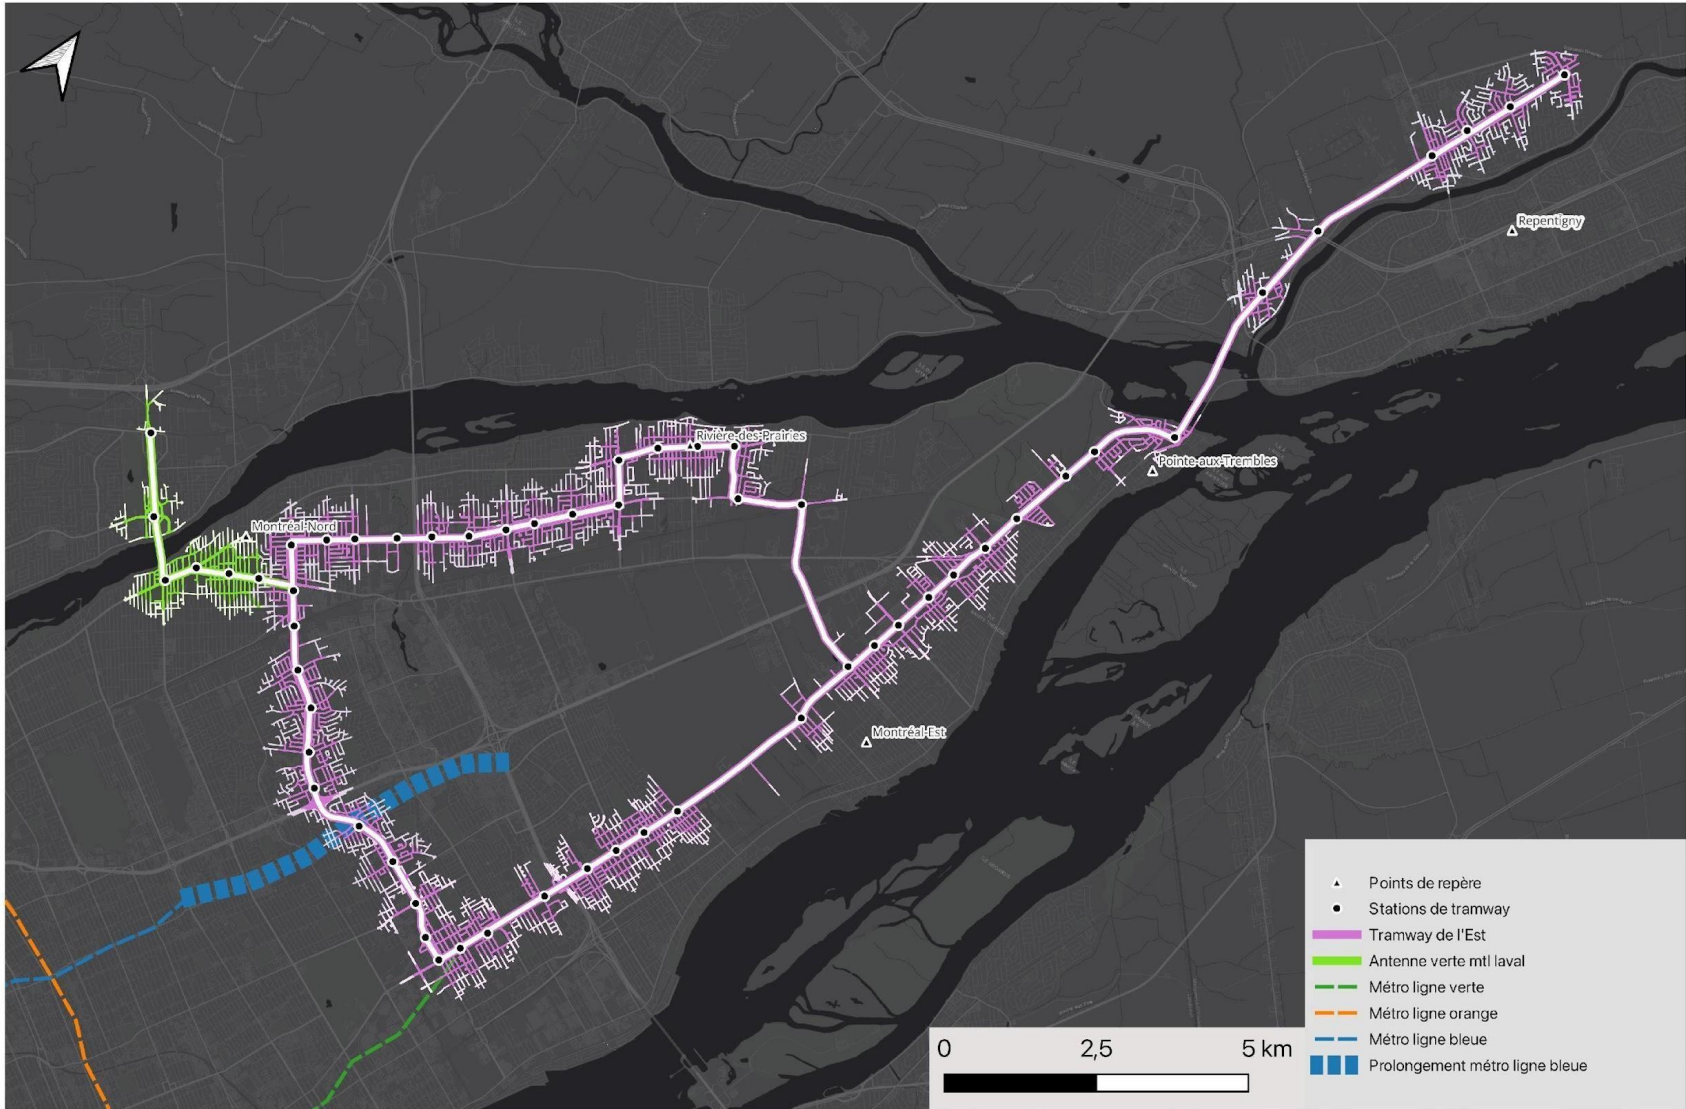 Repentigny
Rivière-des-Prairies
Pointe-aux-Trembles
Montréal-Nord
Montréal-Est
Points de repère
Stations de tramway
Tramway de l'Est
Antenne verte mtl laval
Métro ligne verte
Métro ligne orange
Métro ligne bleue
Prolongement métro ligne bleue
0 2,5 5 km